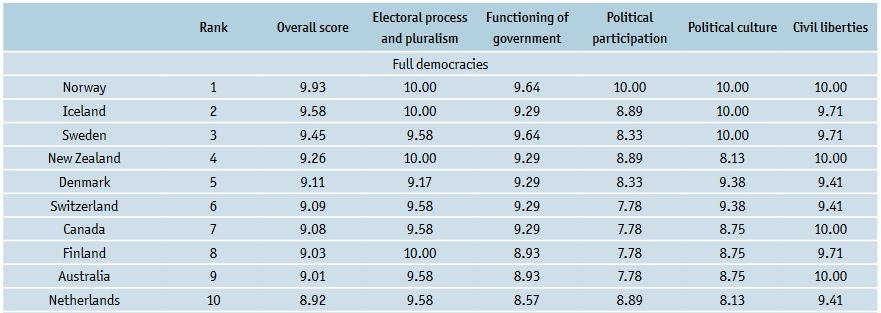 Rank Overall score Electoral process and pluralism Functioning of government Political participation Political culture Civil liberties
Full democracies
Norway 1 9.93 10.00 9.64 10.00 10.00 10.00
Iceland 2 9.58 10.00 9.29 8.89 10.00 9.71
Sweden 3 9.45 9.58 9.64 8.33 10.00 9.71
New Zealand 4 9.26 10.00 9.29 8.89 8.13 10.00
Denmark 5 9.11 9.17 9.29 8.33 9.38 9.41
Switzerland 6 9.09 9.58 9.29 7.78 9.38 9.41
Canada 7 9.08 9.58 9.29 7.78 8.75 10.00
Finland 8 9.03 10.00 8.93 7.78 8.75 9.71
Australia 9 9.01 9.58 8.93 7.78 8.75 10.00
Netherlands 10 8.92 9.58 8.57 8.89 8.13 9.41